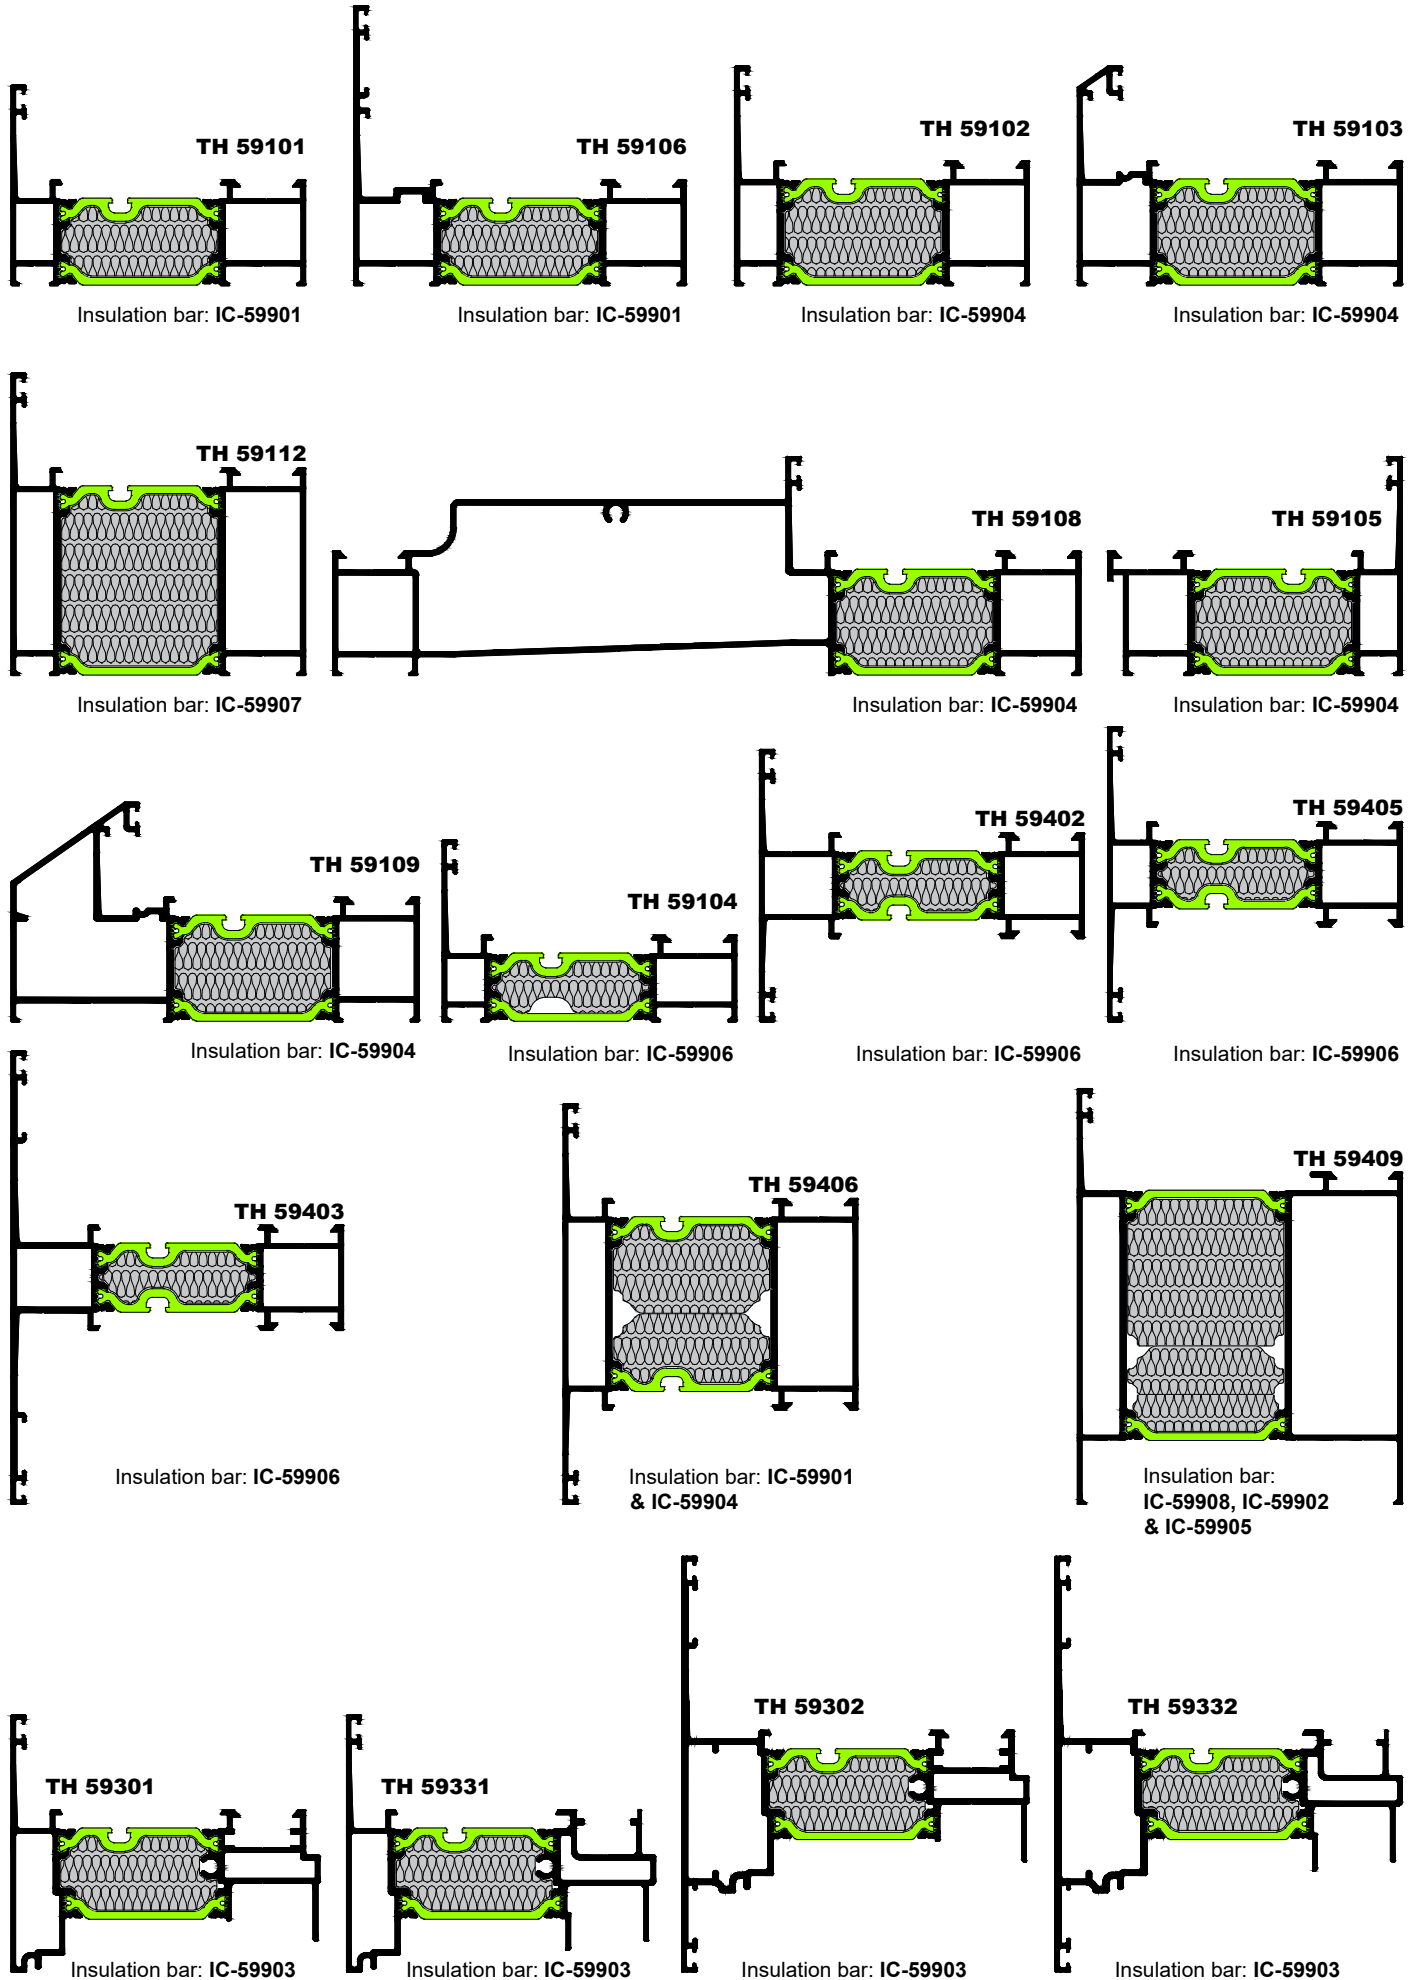 TH 59101
TH 59106
TH 59102
TH 59103
Insulation bar: IC-59901
Insulation bar: IC-59901
Insulation bar: IC-59904
Insulation bar: IC-59904
TH 59112
TH 59108
TH 59105
Insulation bar: IC-59907
Insulation bar: IC-59904
Insulation bar: IC-59904
TH 59109
TH 59104
TH 59402
TH 59405
Insulation bar: IC-59904
Insulation bar: IC-59906
Insulation bar: IC-59906
Insulation bar: IC-59906
TH 59403
TH 59406
TH 59409
Insulation bar: IC-59906
Insulation bar: IC-59901
& IC-59904
Insulation bar:
IC-59908, IC-59902
& IC-59905
TH 59301
TH 59331
TH 59302
TH 59332
Insulation bar: IC-59903
Insulation bar: IC-59903
Insulation bar: IC-59903
Insulation bar: IC-59903